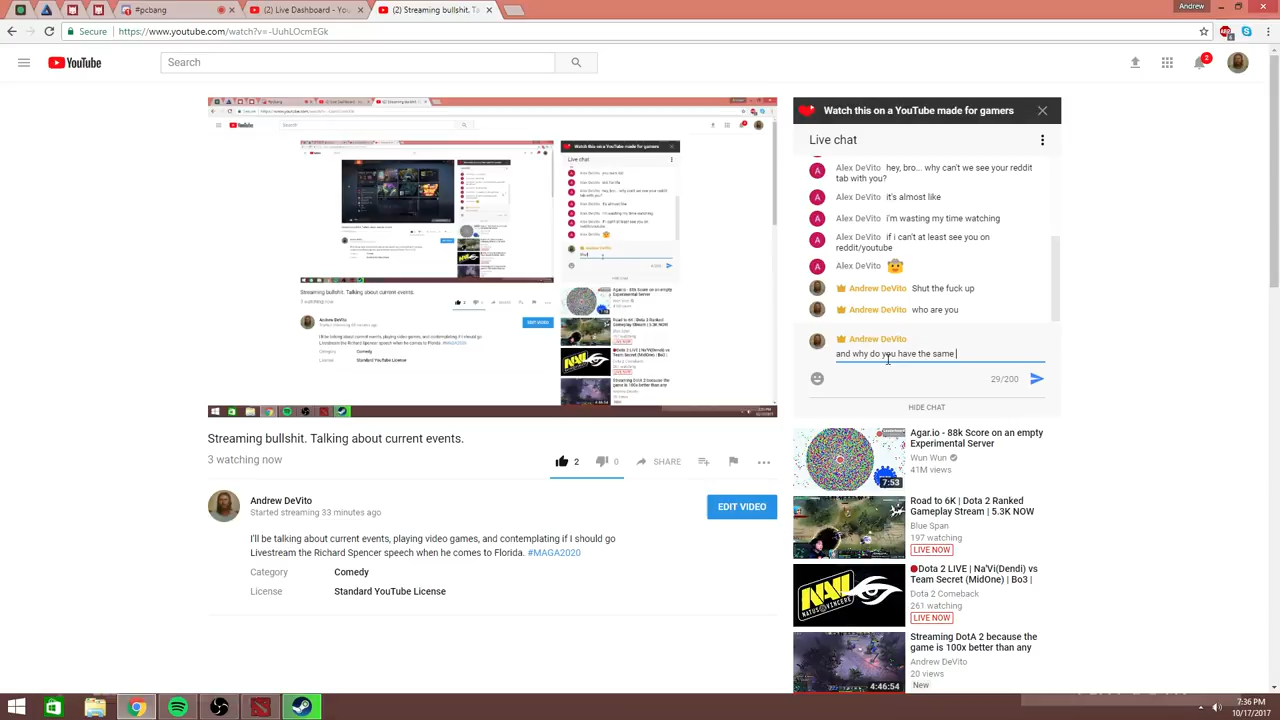 #pcbang
(2) Live Dashboard - You
(2) Streaming bullshit. T
Andrew
Secure
https://www.youtube.com/watch?v=-UuhLOcmEGk
YouTube
Search
2
Watch this on a YouTube made for gamers
Live chat
Alex DeVito hey, bro.. why can't we see your reddit
tab with you?
Alex DeVito it's almost like
Alex DeVito i'm wasting my time watching
Alex DeVito if i can't at least see you on
reddit/youtube
Alex DeVito
Andrew DeVito Shut the fuck up
Andrew DeVito who are you
Andrew DeVito
and why do you have the same
29/200
HIDE CHAT
Streaming bullshit. Talking about current events.
3 watching now
2
0
SHARE
Andrew DeVito
Started streaming 33 minutes ago
EDIT VIDEO
I'll be talking about current events, playing video games, and contemplating if I should go
Livestream the Richard Spencer speech when he comes to Florida. #MAGA2020
Category Comedy
License Standard YouTube License
Agar.io - 88k Score on an empty
Experimental Server
Wun Wun
41M views
7:53
Road to 6K | Dota 2 Ranked
Gameplay Stream | 5.3K NOW
Blue Span
197 watching
LIVE NOW
Dota 2 LIVE | Na'Vi(Dendi) vs
Team Secret (MidOne) | Bo3 |
Dota 2 Comeback
261 watching
LIVE NOW
NAVI
NATUS VINCERE
Streaming DotA 2 because the
game is 100x better than any
Andrew DeVito
20 views
New
4:46:54
7:36 PM
10/17/2017